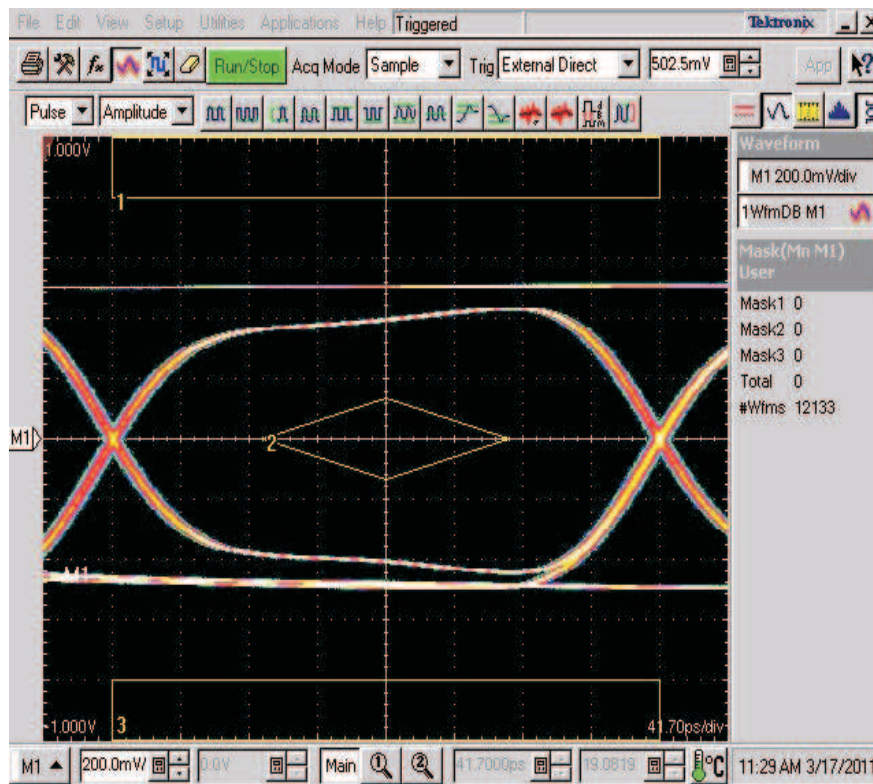 File Edit View Setup Utilities Applications Help Triggered Tektronix
Run/Stop Acq Mode Sample Trig External Direct 502.5mV App
Pulse Amplitude
1.000V
1
Waveform
M1 200.0mV/div
1WfmDB M1
Mask(Mn M1)
User
Mask1 0
Mask2 0
Mask3 0
Total 0
#Wfms 12133
M1
2
M1
-1.000V
3
41.70ps/div
M1 200.0mV/ 0.0V Main 1 2 41.7000ps 19.0819 °C 11:29 AM 3/17/2011